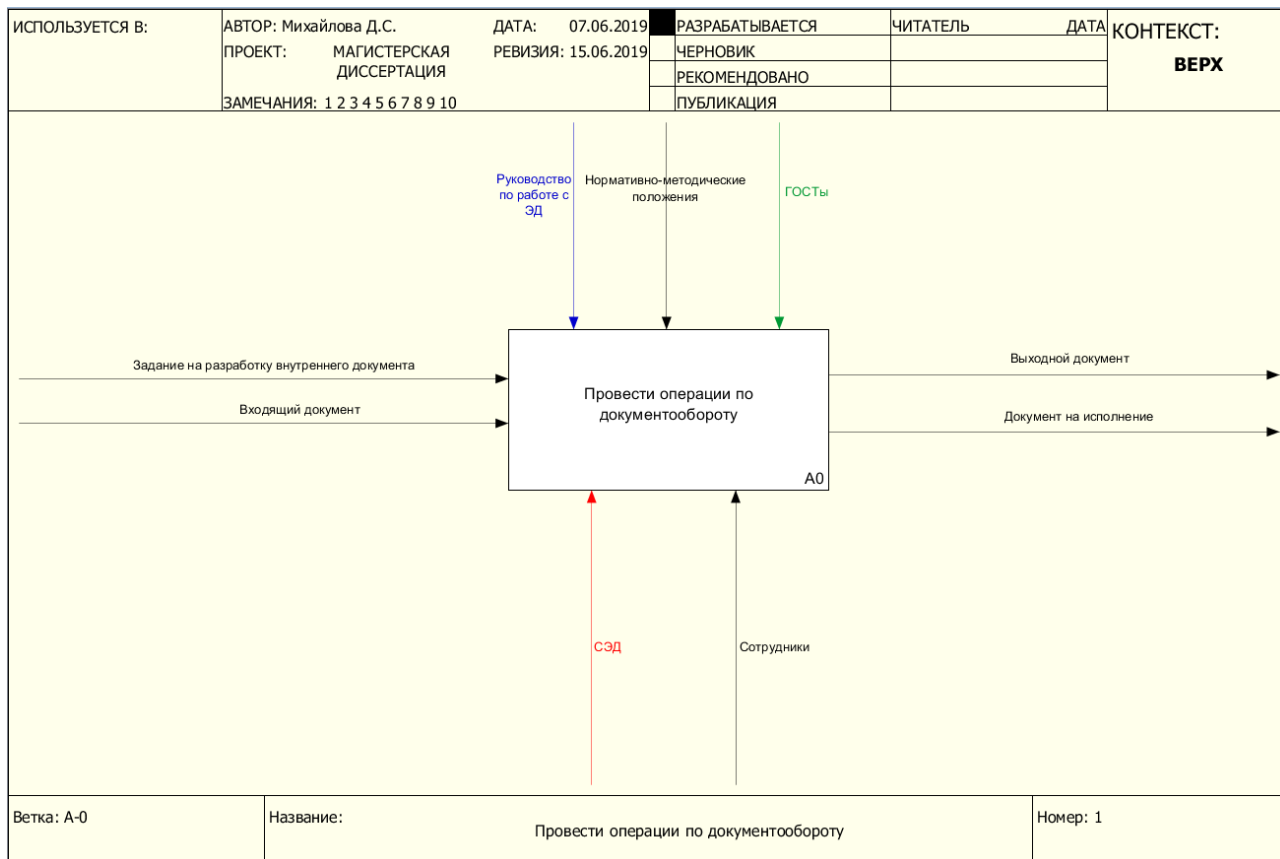 ИСПОЛЬЗУЕТСЯ В:
АВТОР: Михайлова Д.С.
ДАТА: 07.06.2019
РАЗРАБАТЫВАЕТСЯ
ЧИТАТЕЛЬ
ДАТА
КОНТЕКСТ:
ПРОЕКТ: МАГИСТЕРСКАЯ
ДИССЕРТАЦИЯ
РЕВИЗИЯ: 15.06.2019
ЧЕРНОВИК
ВЕРХ
РЕКОМЕНДОВАНО
ЗАМЕЧАНИЯ: 1 2 3 4 5 6 7 8 9 10
ПУБЛИКАЦИЯ
Руководство
по работе с
ЭД
Нормативно-методические
положения
ГОСТы
Задание на разработку внутреннего документа
Входящий документ
Провести операции по
документообороту
A0
Выходной документ
Документ на исполнение
СЭД
Сотрудники
Ветка: A-0
Название:
Провести операции по документообороту
Номер: 1